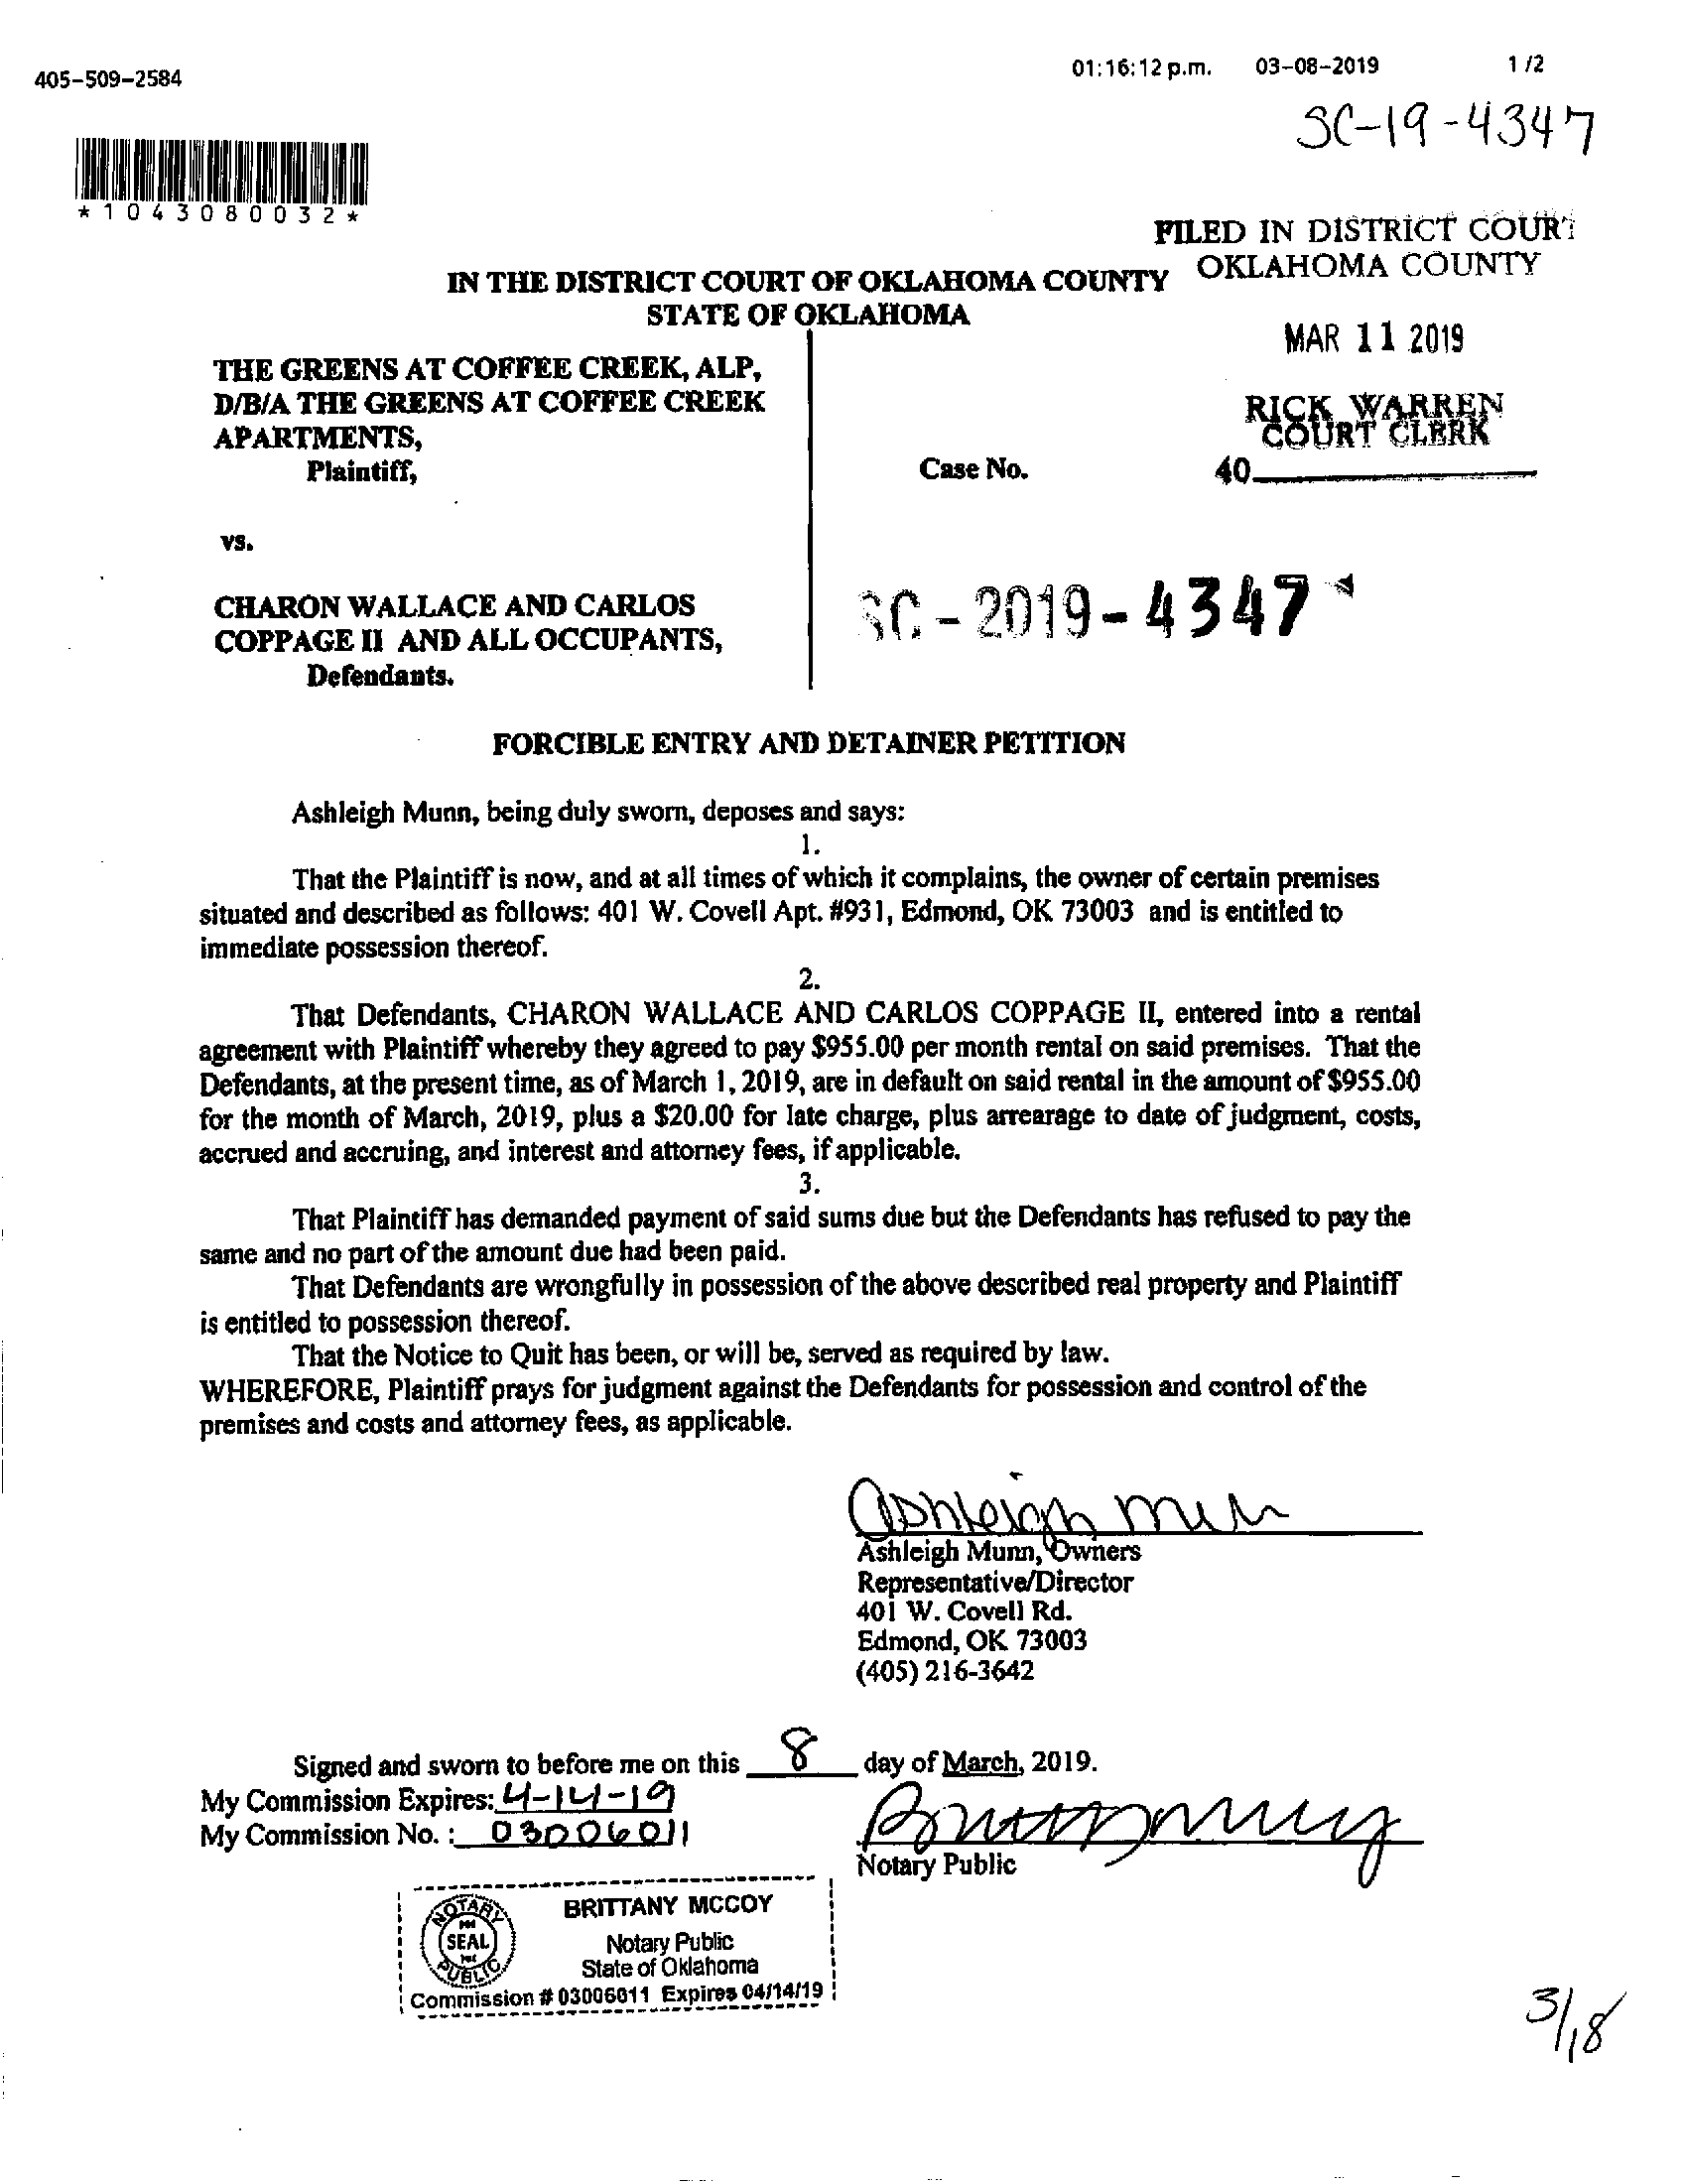 405-509-2584
01:16:12 p.m. 03-08-2019 1 /2
SC-19-4347
*1043080032*
FILED IN DISTRICT COURT
OKLAHOMA COUNTY
IN THE DISTRICT COURT OF OKLAHOMA COUNTY
STATE OF OKLAHOMA
MAR 11 2019
THE GREENS AT COFFEE CREEK, ALP,
D/B/A THE GREENS AT COFFEE CREEK
APARTMENTS,
Plaintiff,
RICK WARREN
COURT CLERK
Case No.
40
vs.
CHARON WALLACE AND CARLOS
COPPAGE II AND ALL OCCUPANTS,
Defendants.
SC - 2019 - 4347
FORCIBLE ENTRY AND DETAINER PETITION
Ashleigh Munn, being duly sworn, deposes and says:
1.
That the Plaintiff is now, and at all times of which it complains, the owner of certain premises
situated and described as follows: 401 W. Covell Apt. #931, Edmond, OK 73003 and is entitled to
immediate possession thereof.
2.
That Defendants, CHARON WALLACE AND CARLOS COPPAGE II, entered into a rental
agreement with Plaintiff whereby they agreed to pay $955.00 per month rental on said premises. That the
Defendants, at the present time, as of March 1, 2019, are in default on said rental in the amount of $955.00
for the month of March, 2019, plus a $20.00 for late charge, plus arrearage to date of judgment, costs,
accrued and accruing, and interest and attorney fees, if applicable.
3.
That Plaintiff has demanded payment of said sums due but the Defendants has refused to pay the
same and no part of the amount due had been paid.
That Defendants are wrongfully in possession of the above described real property and Plaintiff
is entitled to possession thereof.
That the Notice to Quit has been, or will be, served as required by law.
WHEREFORE, Plaintiff prays for judgment against the Defendants for possession and control of the
premises and costs and attorney fees, as applicable.
Ashleigh Munn, Owners
Representative/Director
401 W. Covell Rd.
Edmond, OK 73003
(405) 216-3642
Signed and sworn to before me on this 8 day of March, 2019.
My Commission Expires: 4-14-19
My Commission No. : 03006011
Notary Public
NOTARY
SEAL
PUBLIC
BRITTANY MCCOY
Notary Public
State of Oklahoma
Commission # 03006011 Expires 04/14/19
3/18